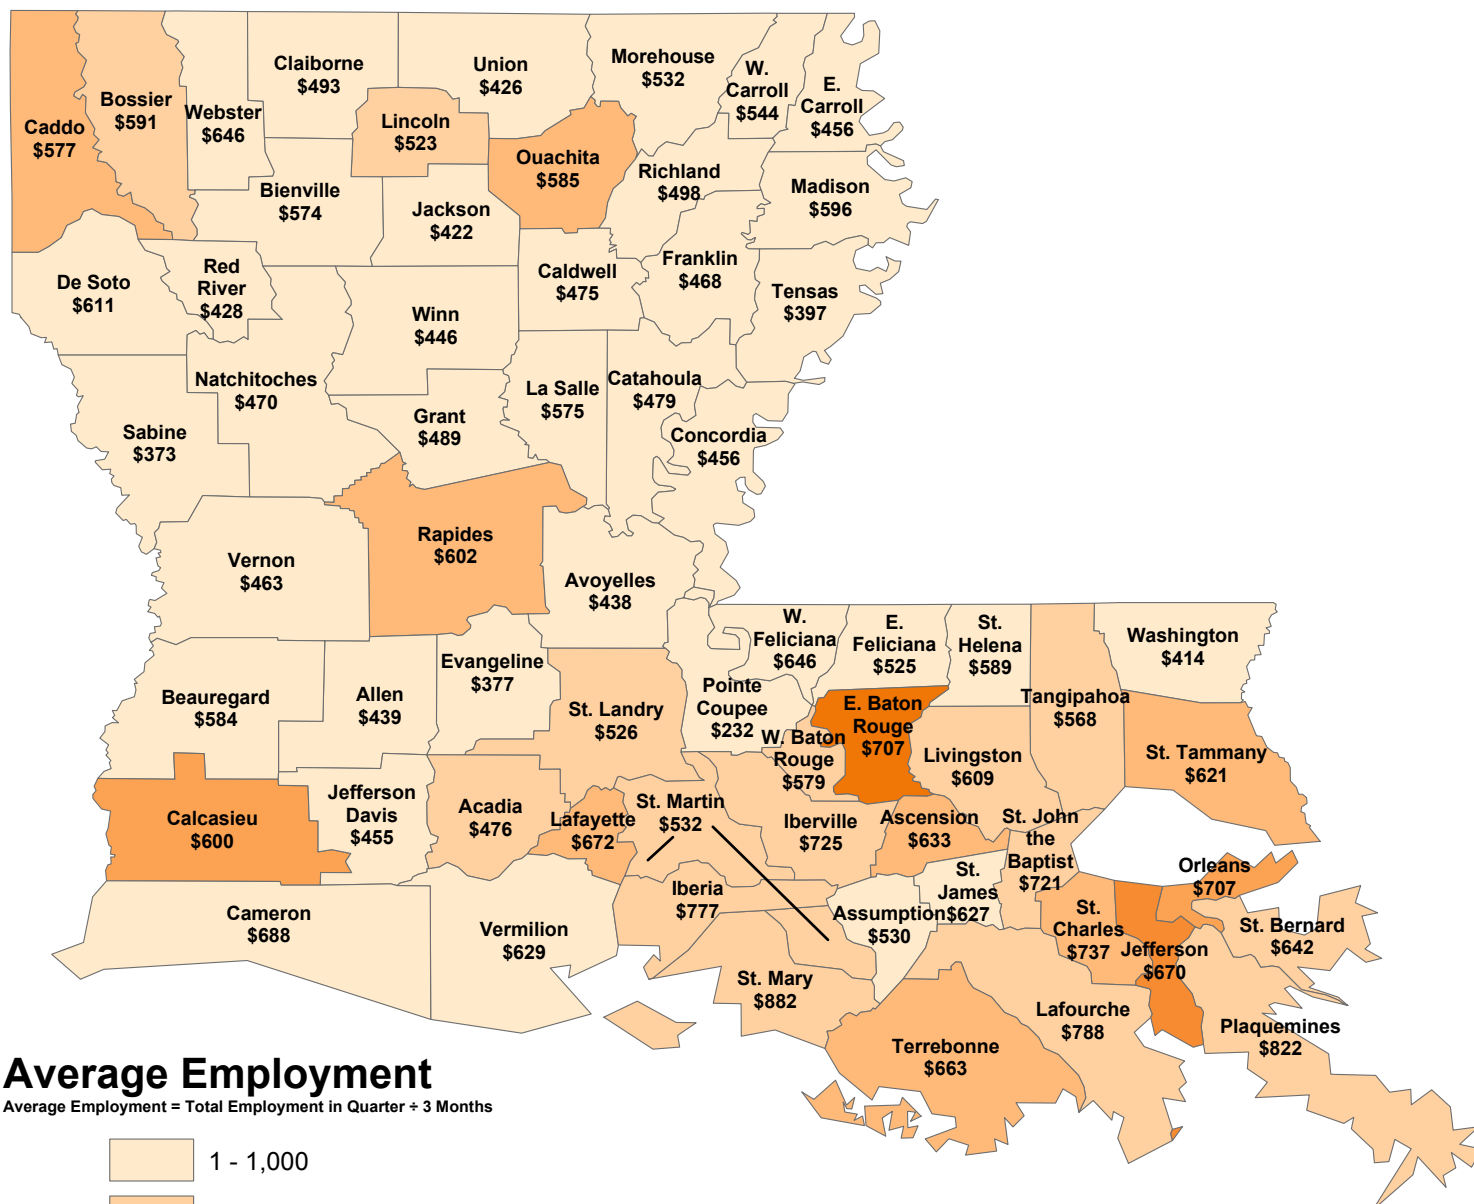 Claiborne
$493
Union
$426
Morehouse
$532
W.
Carroll
$544
E.
Carroll
$456
Caddo
$577
Bossier
$591
Webster
$646
Lincoln
$523
Ouachita
$585
Richland
$498
Madison
$596
Bienville
$574
Jackson
$422
De Soto
$611
Red
River
$428
Winn
$446
Caldwell
$475
Franklin
$468
Tensas
$397
Natchitoches
$470
Sabine
$373
Grant
$489
La Salle
$575
Catahoula
$479
Concordia
$456
Vernon
$463
Rapides
$602
Avoyelles
$438
W.
Feliciana
$646
E.
Feliciana
$525
St.
Helena
$589
Tangipahoa
$568
Washington
$414
Beauregard
$584
Allen
$439
Evangeline
$377
St. Landry
$526
Pointe
Coupee
$232
W. Baton
Rouge
$579
E. Baton
Rouge
$707
Livingston
$609
St. Tammany
$621
Calcasieu
$600
Jefferson
Davis
$455
Acadia
$476
Lafayette
$672
St. Martin
$532
Iberville
$725
Ascension
$633
St. John
the
Baptist
$721
Orleans
$707
Cameron
$688
Vermilion
$629
Iberia
$777
Assumption
$530
St.
James
$627
St.
Charles
$737
Jefferson
$670
St. Bernard
$642
St. Mary
$882
Terrebonne
$663
Lafourche
$788
Plaquemines
$822
Average Employment
Average Employment = Total Employment in Quarter ÷ 3 Months
1 - 1,000